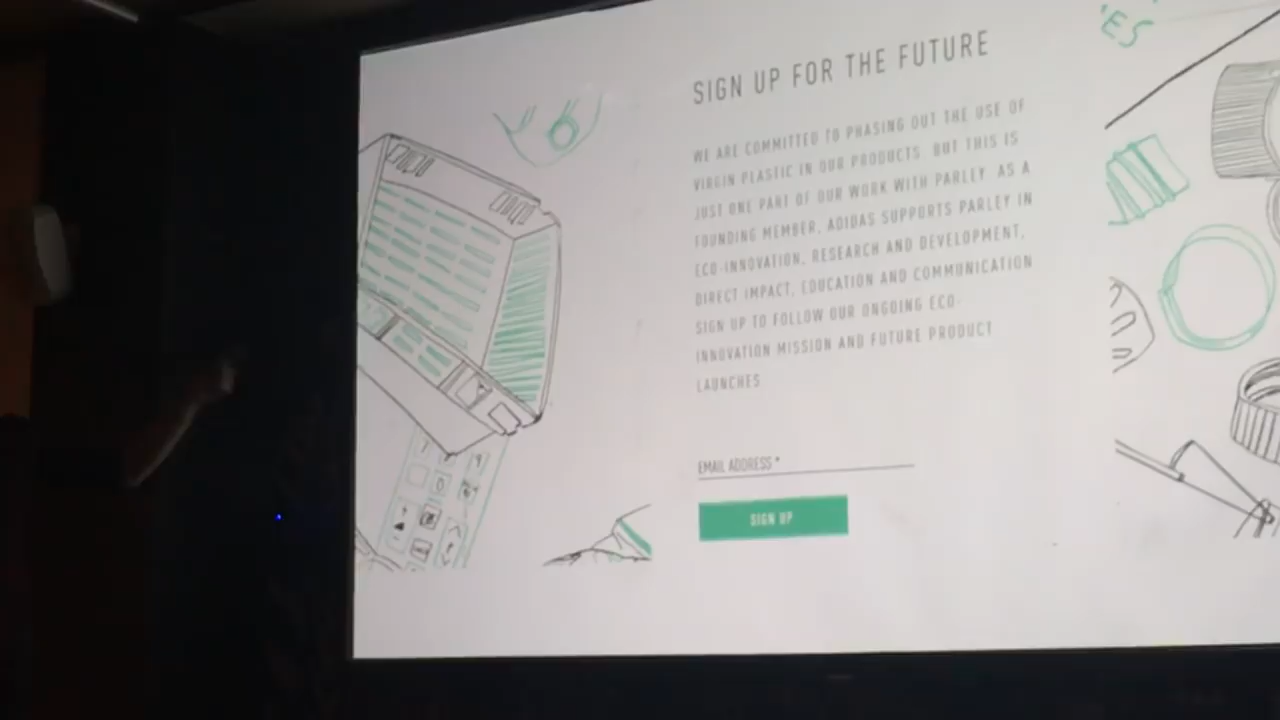 'ES
SIGN UP FOR THE FUTURE
WE ARE COMMITTED TO PHASING OUT THE USE OF
VIRGIN PLASTIC IN OUR PRODUCTS. BUT THIS IS
JUST ONE PART OF OUR WORK WITH PARLEY. AS A
FOUNDING MEMBER, ADIDAS SUPPORTS PARLEY IN
ECO-INNOVATION, RESEARCH AND DEVELOPMENT,
DIRECT IMPACT, EDUCATION AND COMMUNICATION
SIGN UP TO FOLLOW OUR ONGOING ECO-
INNOVATION MISSION AND FUTURE PRODUCT
LAUNCHES
EMAIL ADDRESS *
SIGN UP